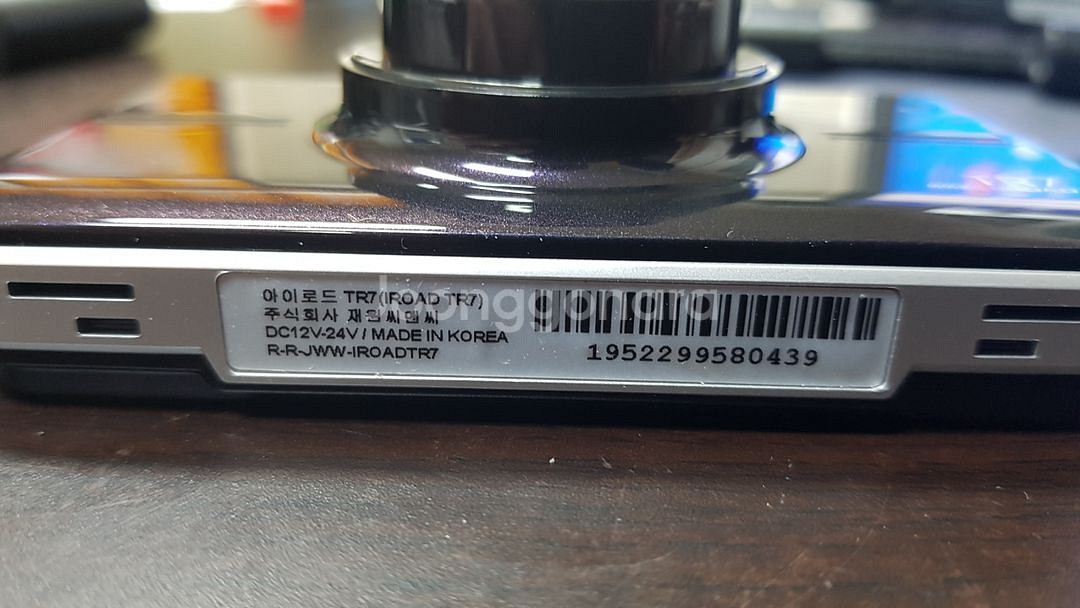 아이로드 TR7(IROAD TR7)
주식회사 재원씨앤씨
DC12V-24V / MADE IN KOREA
R-R-JWW-IROADTR7
1952299580439
joonggonara